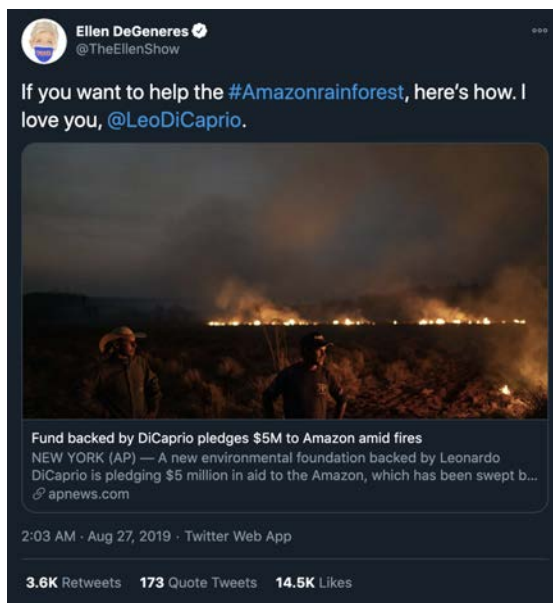 Ellen DeGeneres
@TheEllenShow
If you want to help the #Amazonrainforest, here's how. I
love you, @LeoDiCaprio.
Fund backed by DiCaprio pledges $5M to Amazon amid fires
NEW YORK (AP) — A new environmental foundation backed by Leonardo
DiCaprio is pledging $5 million in aid to the Amazon, which has been swept b...
apnews.com
2:03 AM · Aug 27, 2019 · Twitter Web App
3.6K Retweets 173 Quote Tweets 14.5K Likes